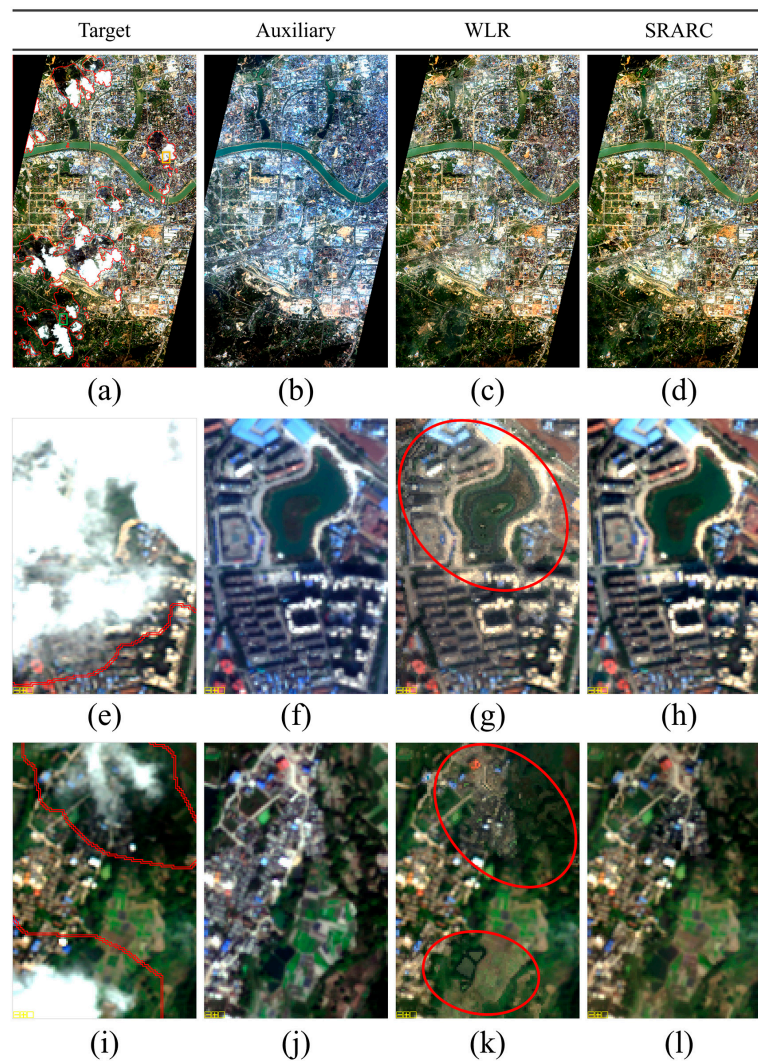 Target Auxiliary WLR SRARC
(a) (b) (c) (d)
(e) (f) (g) (h)
(i) (j) (k) (l)